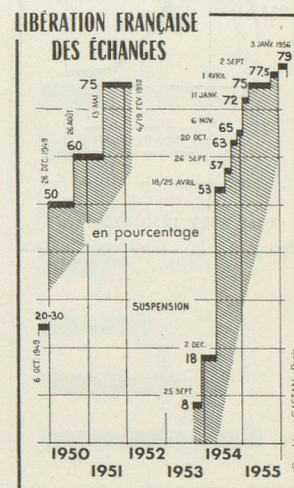 LIBÉRATION FRANÇAISE
DES ÉCHANGES
3 JANV. 1956
79
2 SEPT.
77,5
1 AVRIL
75
11 JANV.
72
6 NOV.
65
20 OCT.
63
26 SEPT.
57
18/25 AVRIL
53
75
13 MAI
4/19 FEV. 1952
26 AOÛT
60
28 DEC. 1949
50
en pourcentage
SUSPENSION
20-30
6 OCT. 1949
2 DEC.
18
25 SEPT.
8
1950
1952
1954
1951
1953
1955